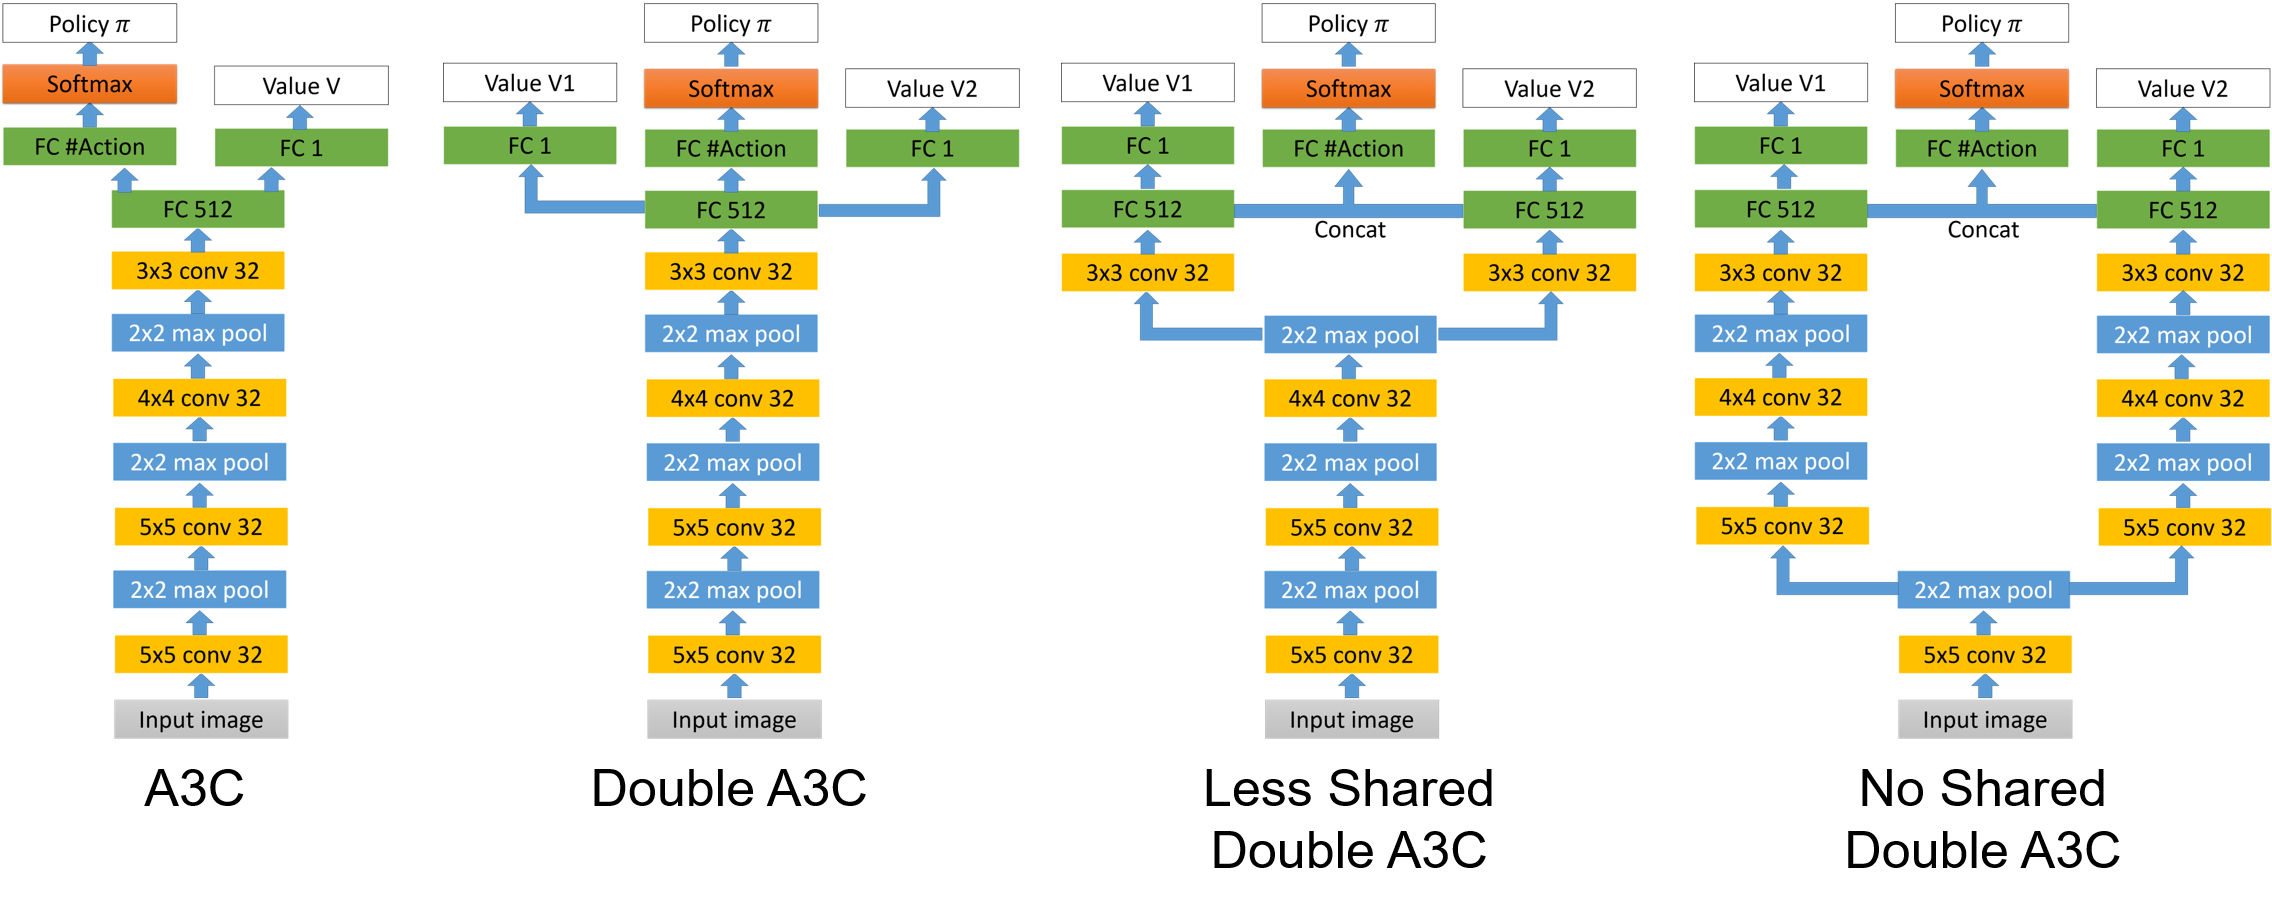 Policy π
Softmax
Value V
FC #Action
FC 1
FC 512
3x3 conv 32
2x2 max pool
4x4 conv 32
2x2 max pool
5x5 conv 32
2x2 max pool
5x5 conv 32
Input image
A3C
Policy π
Value V1
Softmax
Value V2
FC 1
FC #Action
FC 1
FC 512
3x3 conv 32
2x2 max pool
4x4 conv 32
2x2 max pool
5x5 conv 32
2x2 max pool
5x5 conv 32
Input image
Double A3C
Policy π
Value V1
Softmax
Value V2
FC 1
FC #Action
FC 1
FC 512
FC 512
Concat
3x3 conv 32
3x3 conv 32
2x2 max pool
4x4 conv 32
2x2 max pool
5x5 conv 32
2x2 max pool
5x5 conv 32
Input image
Less Shared
Double A3C
Policy π
Value V1
Softmax
Value V2
FC 1
FC #Action
FC 1
FC 512
FC 512
Concat
3x3 conv 32
3x3 conv 32
2x2 max pool
2x2 max pool
4x4 conv 32
4x4 conv 32
2x2 max pool
2x2 max pool
5x5 conv 32
5x5 conv 32
2x2 max pool
5x5 conv 32
Input image
No Shared
Double A3C